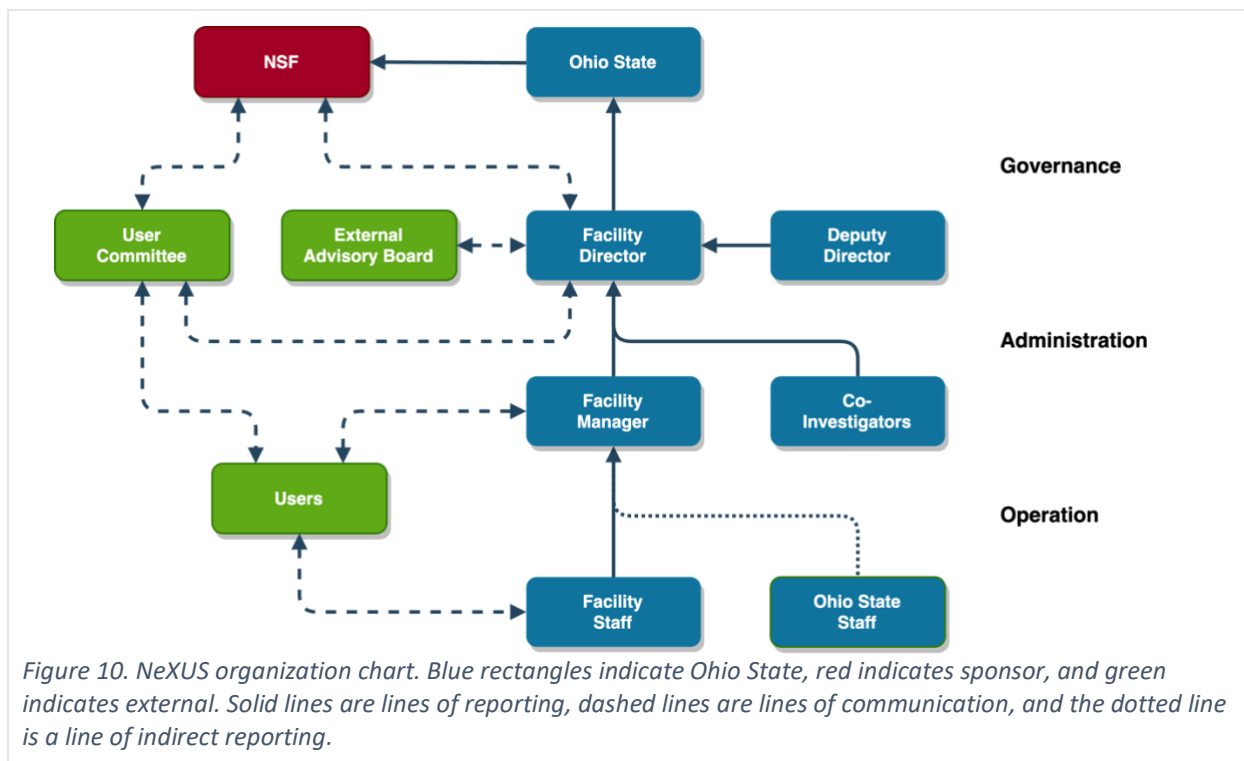 NSF
Ohio State
Governance
User
Committee
External
Advisory Board
Facility
Director
Deputy
Director
Administration
Facility
Manager
Co-
Investigators
Users
Operation
Facility
Staff
Ohio State
Staff
Figure 10. NeXUS organization chart. Blue rectangles indicate Ohio State, red indicates sponsor, and green
indicates external. Solid lines are lines of reporting, dashed lines are lines of communication, and the dotted line
is a line of indirect reporting.